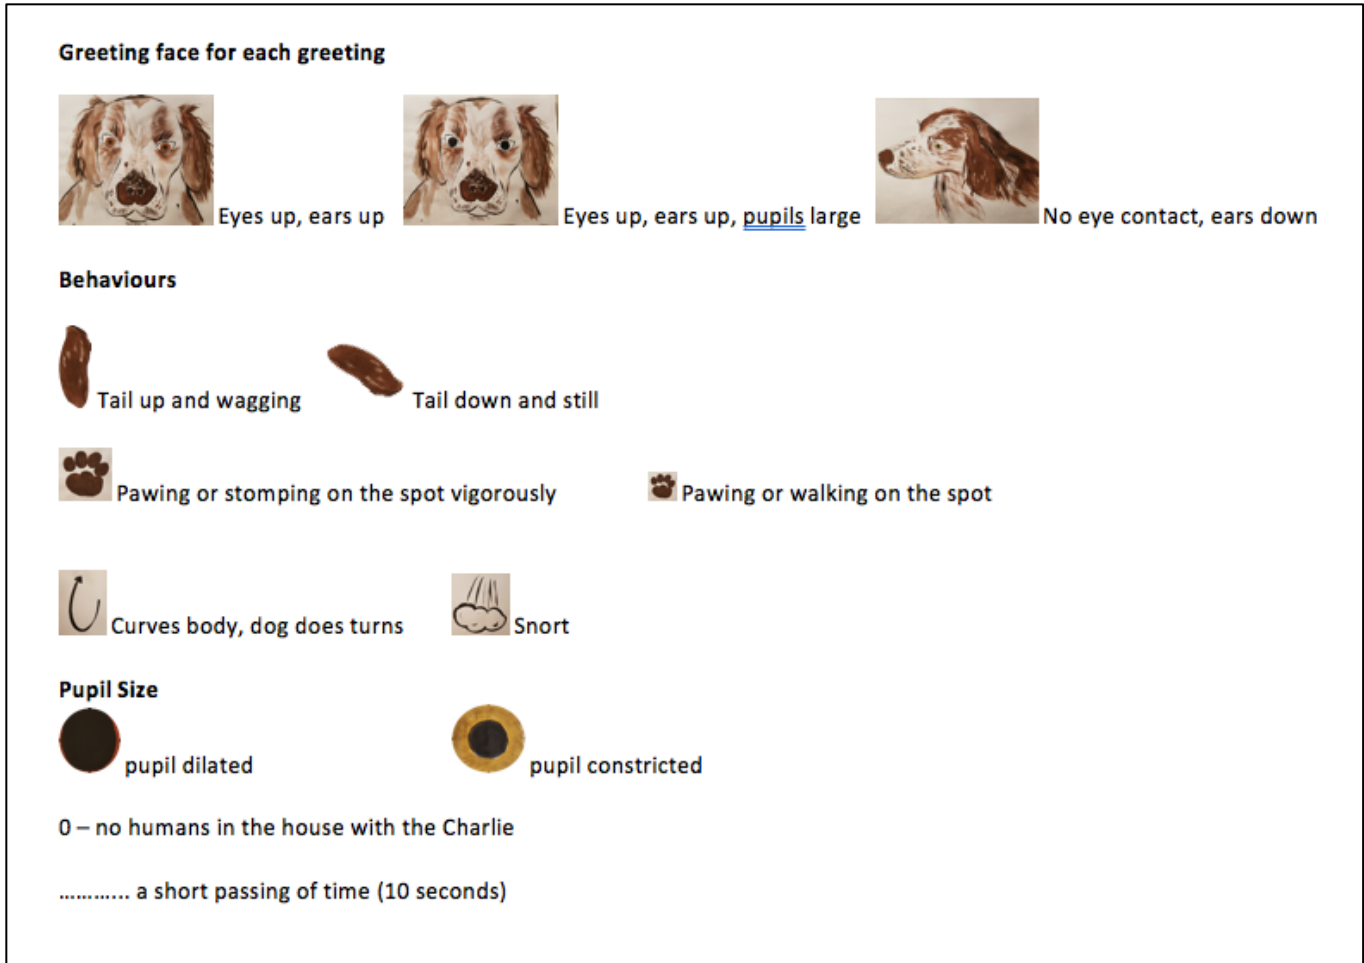 Greeting face for each greeting
Eyes up, ears up Eyes up, ears up, pupils large No eye contact, ears down
Behaviours
Tail up and wagging Tail down and still
Pawing or stomping on the spot vigorously Pawing or walking on the spot
Curves body, dog does turns Snort
Pupil Size
pupil dilated pupil constricted
0 – no humans in the house with the Charlie
………... a short passing of time (10 seconds)